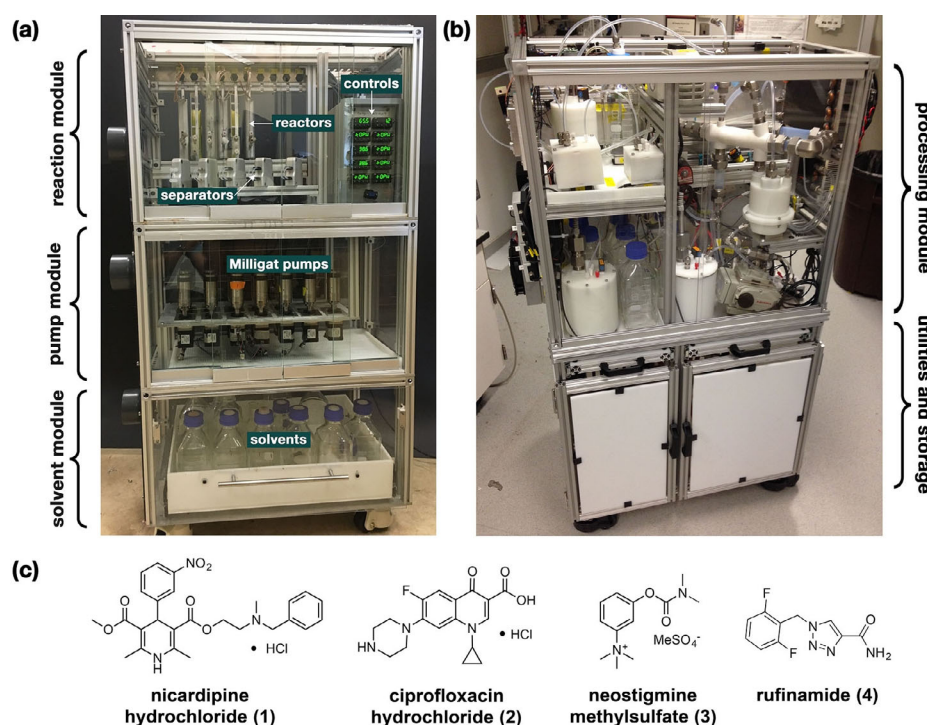 (a)
reaction module
controls
reactors
separators
pump module
Milligat pumps
solvent module
solvents
(b)
processing module
utilities and storage
(c)
NO₂
O
O
O
O
N
N
H
• HCl
nicardipine
hydrochloride (1)
F
O
O
OH
N
N
HN
• HCl
ciprofloxacin
hydrochloride (2)
O
N
O
MeSO₄⁻
N⁺
neostigmine
methylsulfate (3)
F
N
N
N
F
O
NH₂
rufinamide (4)